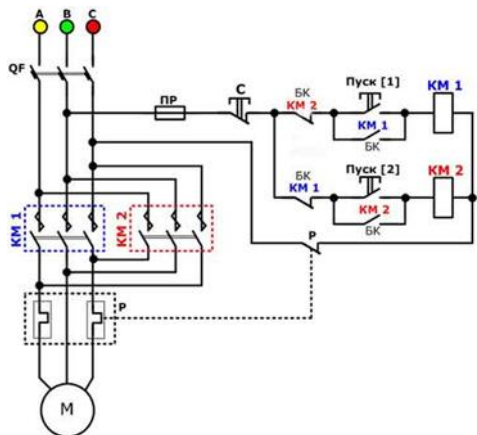 A B C
QF
ПР
С
БК
КМ 2
Пуск [1]
КМ 1
КМ 1
БК
КМ 1
БК
Пуск [2]
КМ 2
КМ 2
БК
КМ 1
КМ 2
Р
Р
М